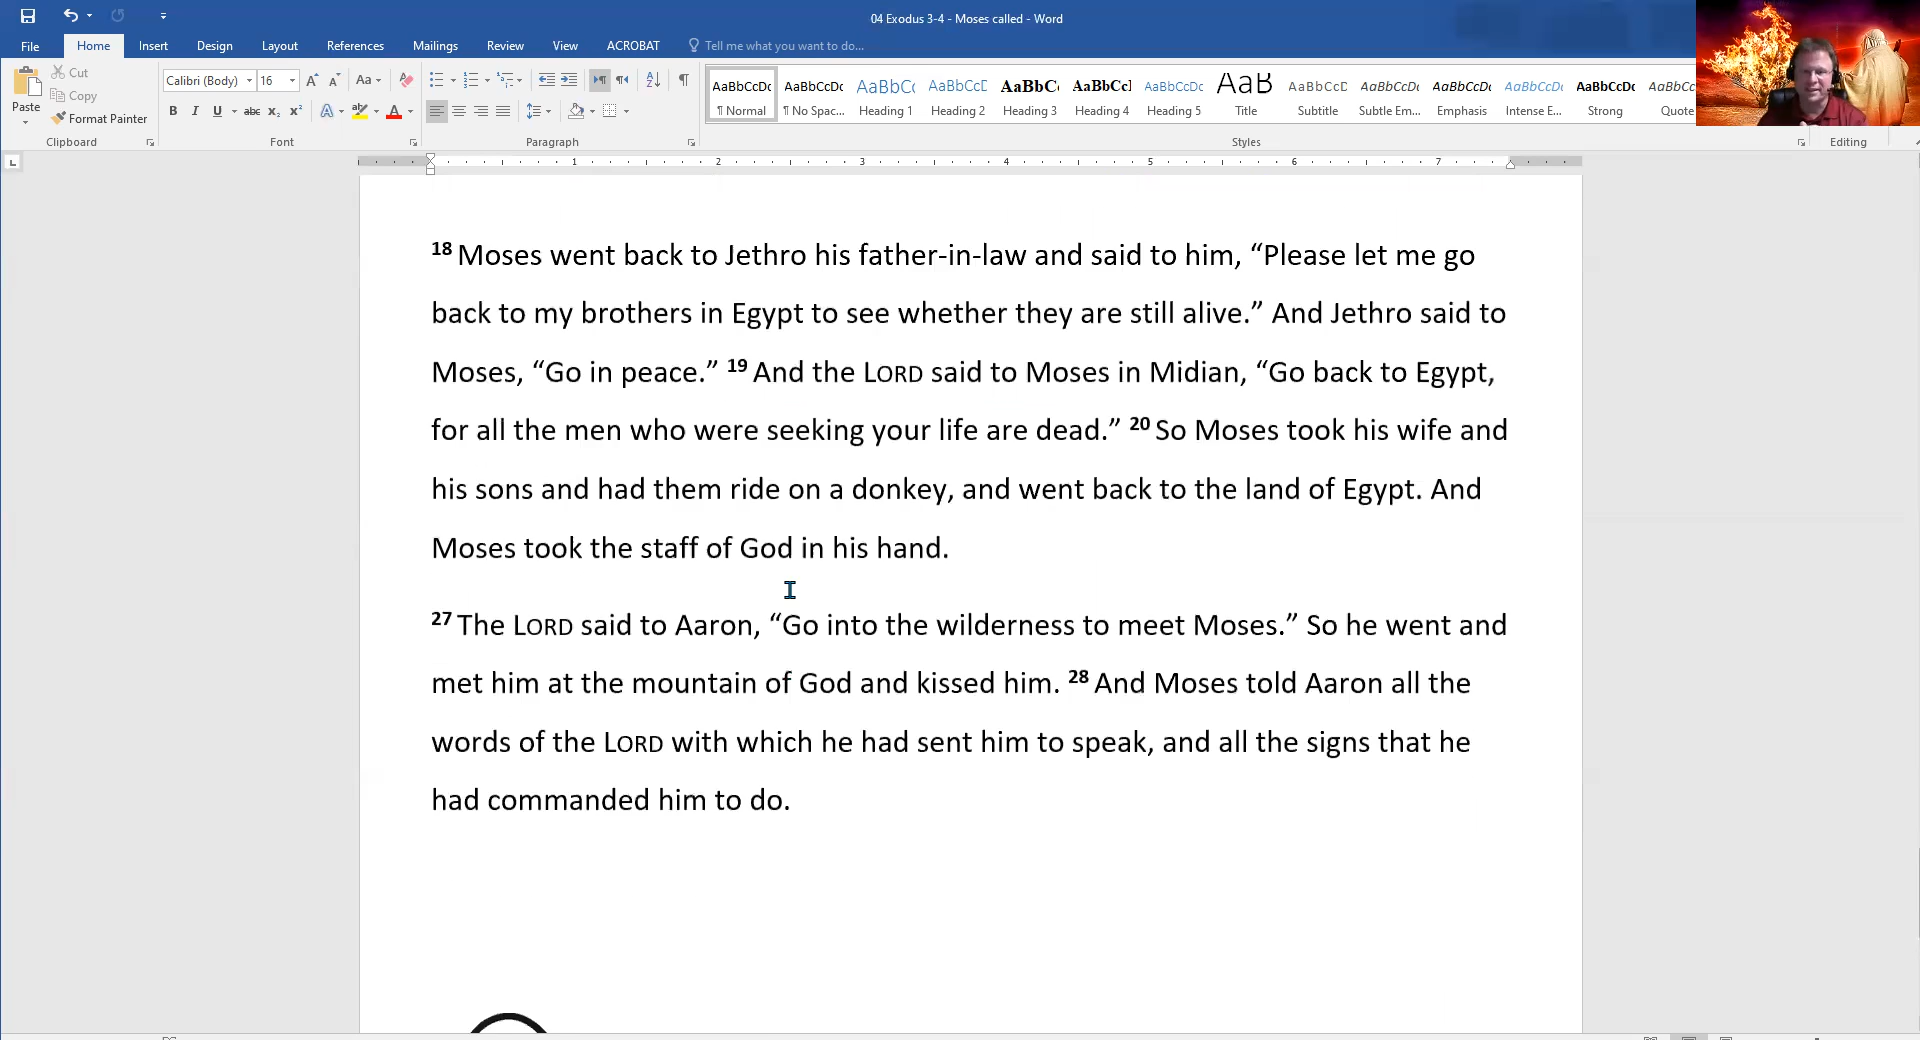 04 Exodus 3-4 - Moses called - Word
File Home Insert Design Layout References Mailings Review View ACROBAT Tell me what you want to do...
Paste
Cut
Copy
Format Painter
Clipboard
Calibri (Body) 16
Font
Paragraph
AaBbCcDc AaBbCcDc AaBbCc AaBbCcD AaBbC AaBbCcI AaBbCcDc AaB AaBbCcD AaBbCcDc AaBbCcDc AaBbCcDc AaBbCcDc
¶ Normal ¶ No Spac... Heading 1 Heading 2 Heading 3 Heading 4 Heading 5 Title Subtitle Subtle Em... Emphasis Intense E... Strong Quote
Styles
Editing
1 2 3 4 5 6 7
18 Moses went back to Jethro his father-in-law and said to him, “Please let me go
back to my brothers in Egypt to see whether they are still alive.” And Jethro said to
Moses, “Go in peace.” 19 And the LORD said to Moses in Midian, “Go back to Egypt,
for all the men who were seeking your life are dead.” 20 So Moses took his wife and
his sons and had them ride on a donkey, and went back to the land of Egypt. And
Moses took the staff of God in his hand.
27 The LORD said to Aaron, “Go into the wilderness to meet Moses.” So he went and
met him at the mountain of God and kissed him. 28 And Moses told Aaron all the
words of the LORD with which he had sent him to speak, and all the signs that he
had commanded him to do.